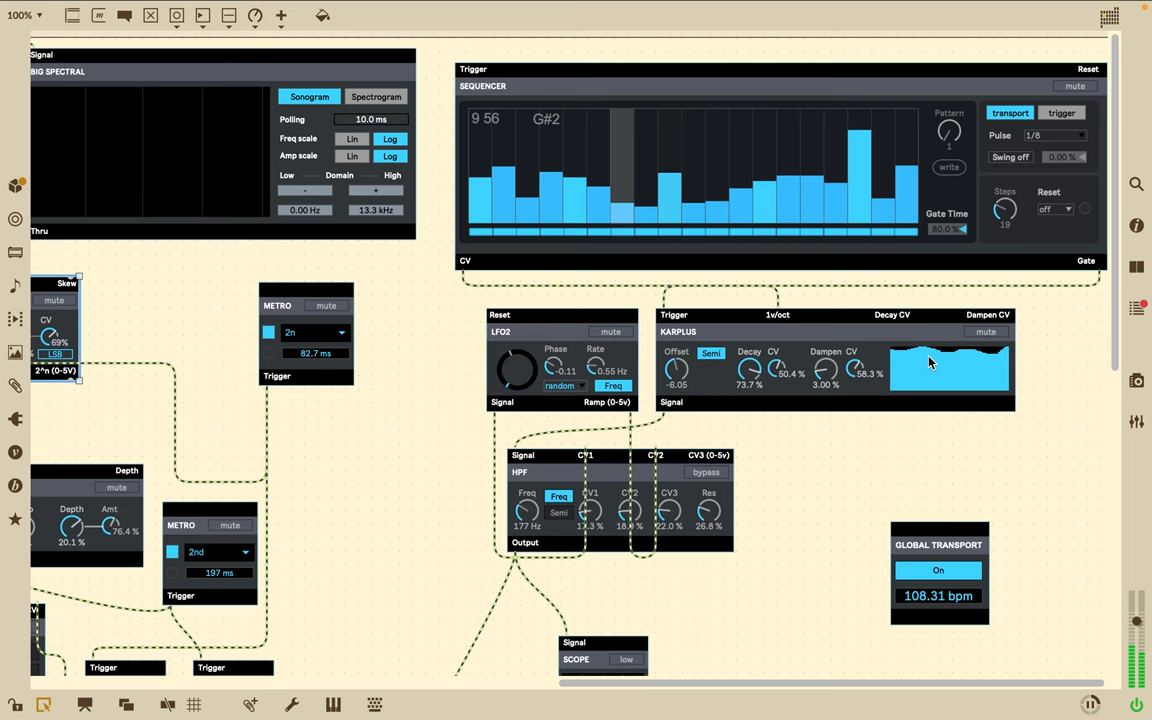 100%
Signal
BIG SPECTRAL
Sonogram Spectrogram
Polling 10.0 ms
Freq scale Lin Log
Amp scale Lin Log
Low Domain High
- +
0.00 Hz 13.3 kHz
Thru
Trigger Reset
SEQUENCER mute
9 56 G#2
Pattern
1
write
Gate Time
80.0 %
transport trigger
Pulse 1/8
Swing off 0.00 %
Steps
19
Reset
off
CV Gate
Skew
mute
CV
69%
LSB
2^n (0-5V)
METRO mute
2n
82.7 ms
Trigger
Reset
LFO2 mute
Phase Rate
-0.11 0.55 Hz
random Freq
Signal Ramp (0-5v)
Trigger 1v/oct Decay CV Dampen CV
KARPLUS mute
Offset Semi Decay CV Dampen CV
-6.05 73.7 % 50.4 % 3.00 % 58.3 %
Signal
Signal CV1 CV2 CV3 (0-5v)
HPF bypass
Freq Freq CV1 CV2 CV3 Res
Semi
177 Hz 17.3 % 18.9 % 22.0 % 26.8 %
Output
Depth
mute
Depth Amt
20.1 % 76.4 %
METRO mute
2nd
197 ms
Trigger
Trigger
Trigger
GLOBAL TRANSPORT
On
108.31 bpm
Signal
SCOPE low